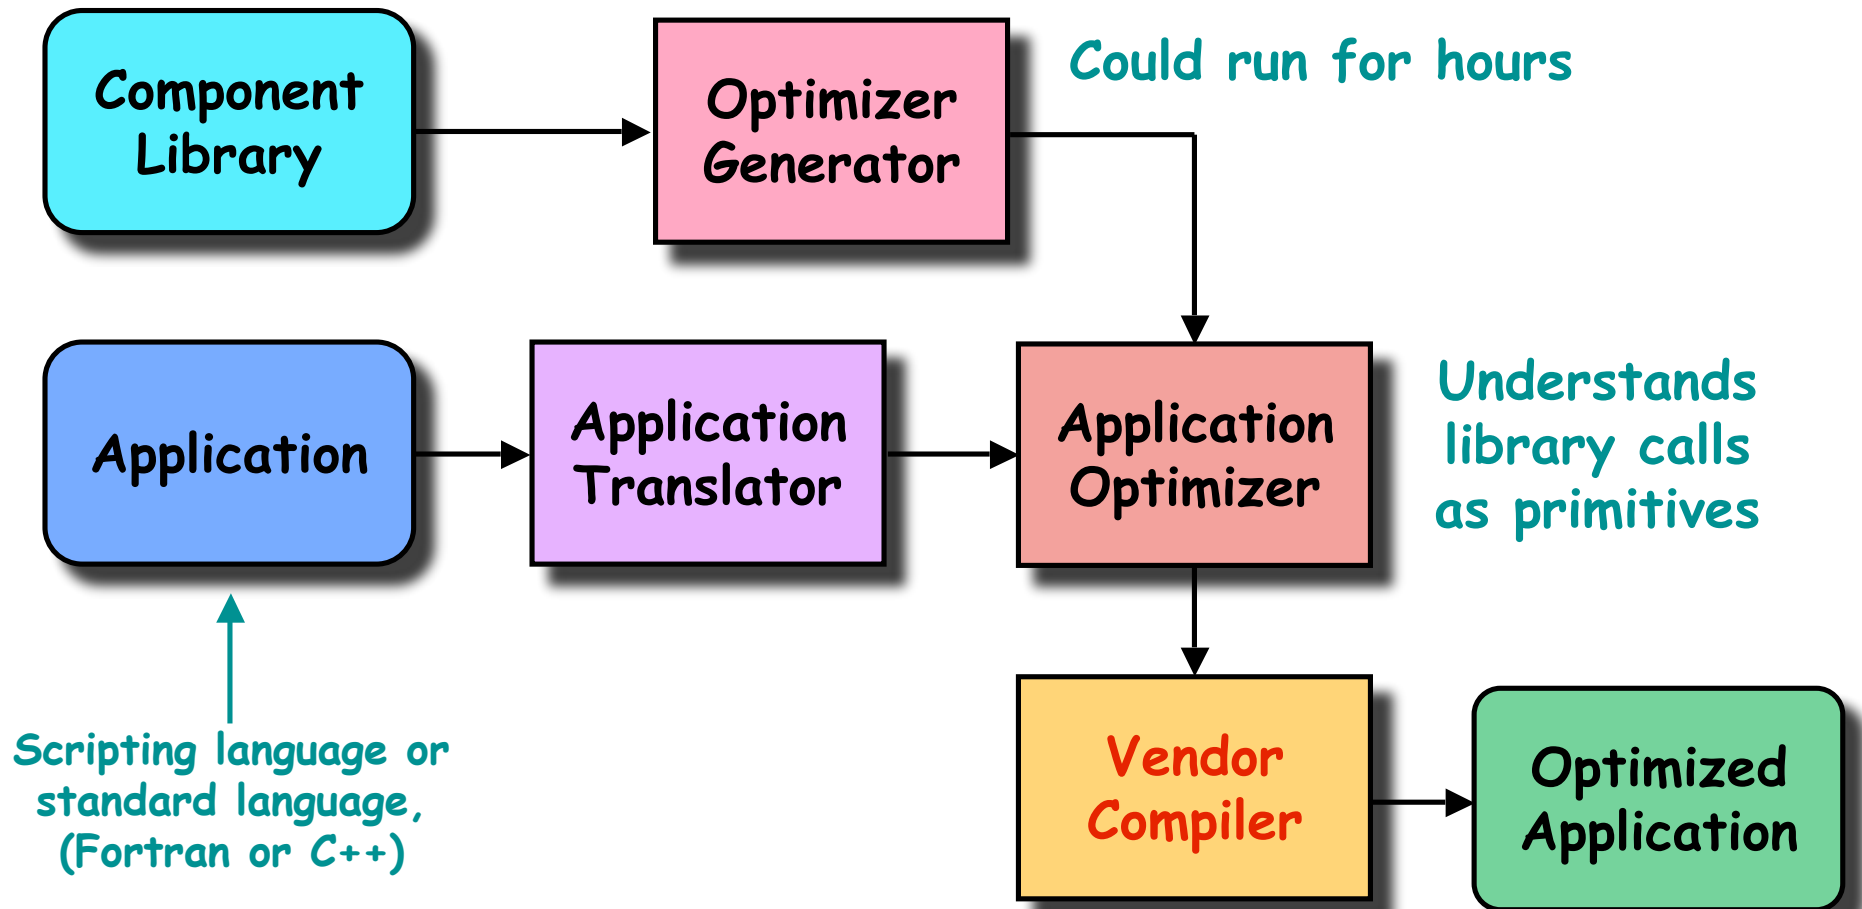 Component
Library
Optimizer
Generator
Could run for hours
Application
Application
Translator
Application
Optimizer
Understands
library calls
as primitives
Scripting language or
standard language,
(Fortran or C++)
Vendor
Compiler
Optimized
Application